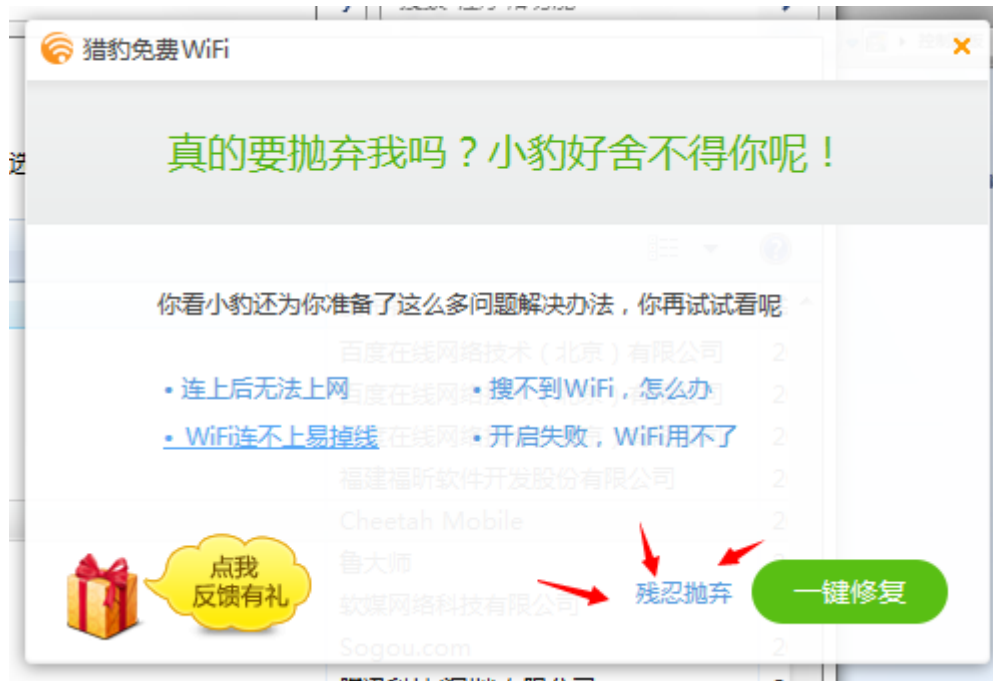 猎豹免费WiFi
真的要抛弃我吗？小豹好舍不得你呢！
选
你看小豹还为你准备了这么多问题解决办法，你再试试看呢
百度在线网络技术（北京）有限公司 2
• 连上后无法上网 • 搜不到WiFi，怎么办
• WiFi连不上易掉线 • 开启失败，WiFi用不了
福建福昕软件开发股份有限公司 2
Cheetah Mobile 2
点我
反馈有礼
鲁大师
残忍抛弃 一键修复
软媒网络科技有限公司
Sogou.com 2